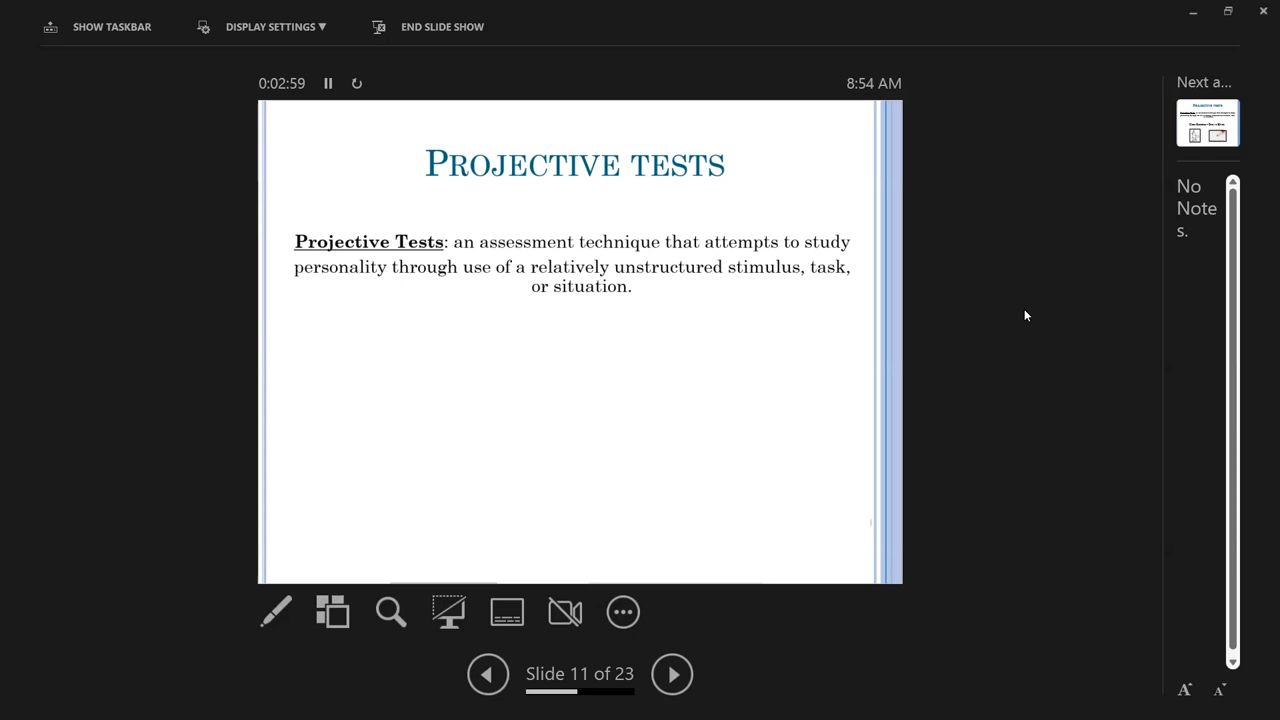 SHOW TASKBAR DISPLAY SETTINGS ▼ END SLIDE SHOW
0:02:59 8:54 AM
Next a...
PROJECTIVE TESTS
Projective Tests: an assessment technique that attempts to study
personality through use of a relatively unstructured stimulus, task,
or situation.
PROJECTIVE TESTS
No
Note
s.
Slide 11 of 23
A A